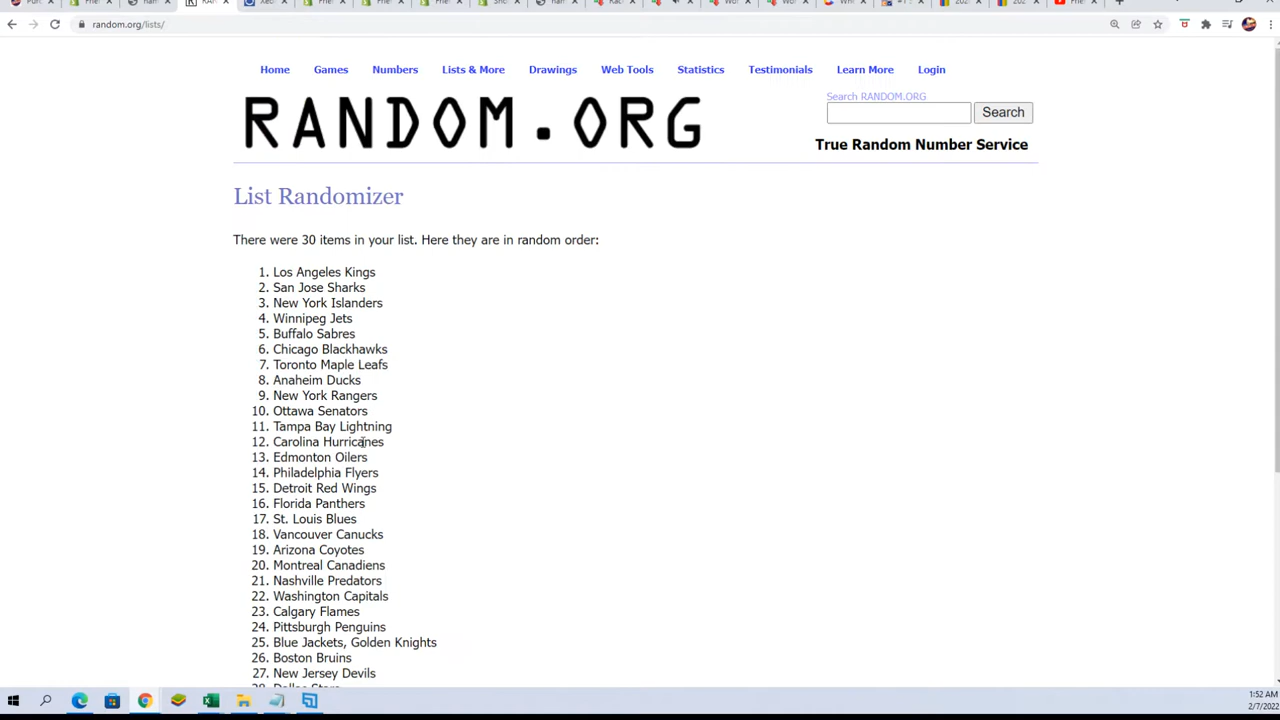 random.org/lists/
Home Games Numbers Lists & More Drawings Web Tools Statistics Testimonials Learn More Login
RANDOM.ORG
Search RANDOM.ORG
Search
True Random Number Service
List Randomizer
There were 30 items in your list. Here they are in random order:
1. Los Angeles Kings
2. San Jose Sharks
3. New York Islanders
4. Winnipeg Jets
5. Buffalo Sabres
6. Chicago Blackhawks
7. Toronto Maple Leafs
8. Anaheim Ducks
9. New York Rangers
10. Ottawa Senators
11. Tampa Bay Lightning
12. Carolina Hurricanes
13. Edmonton Oilers
14. Philadelphia Flyers
15. Detroit Red Wings
16. Florida Panthers
17. St. Louis Blues
18. Vancouver Canucks
19. Arizona Coyotes
20. Montreal Canadiens
21. Nashville Predators
22. Washington Capitals
23. Calgary Flames
24. Pittsburgh Penguins
25. Blue Jackets, Golden Knights
26. Boston Bruins
27. New Jersey Devils
28. Dallas Stars
1:52 AM
2/7/2022